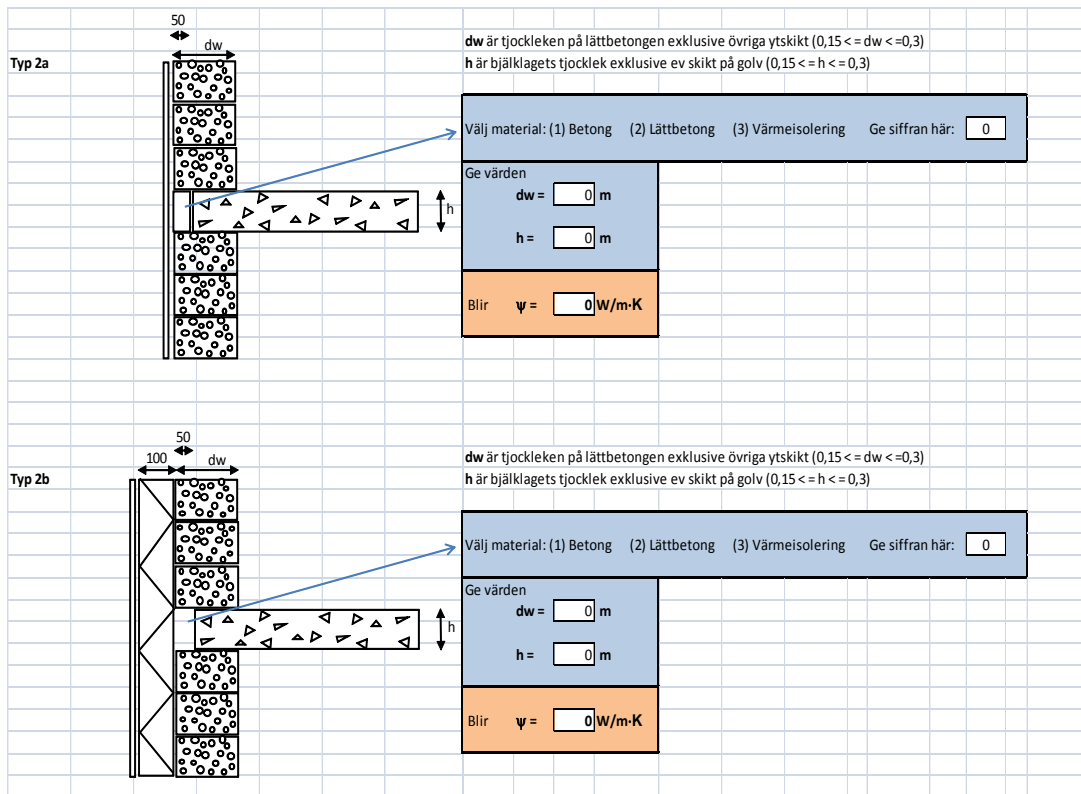 50
dw
dw är tjockleken på lättbetongen exklusive övriga ytskikt (0,15 < = dw < =0,3)
Typ 2a
h är bjälklagets tjocklek exklusive ev skikt på golv (0,15 < = h < = 0,3)
Välj material: (1) Betong (2) Lättbetong (3) Värmeisolering Ge siffran här: 0
Ge värden
dw = 0 m
h
h = 0 m
Blir ψ = 0 W/m·K
50
100 dw
dw är tjockleken på lättbetongen exklusive övriga ytskikt (0,15 < = dw < =0,3)
Typ 2b
h är bjälklagets tjocklek exklusive ev skikt på golv (0,15 < = h < = 0,3)
Välj material: (1) Betong (2) Lättbetong (3) Värmeisolering Ge siffran här: 0
Ge värden
dw = 0 m
h
h = 0 m
Blir ψ = 0 W/m·K